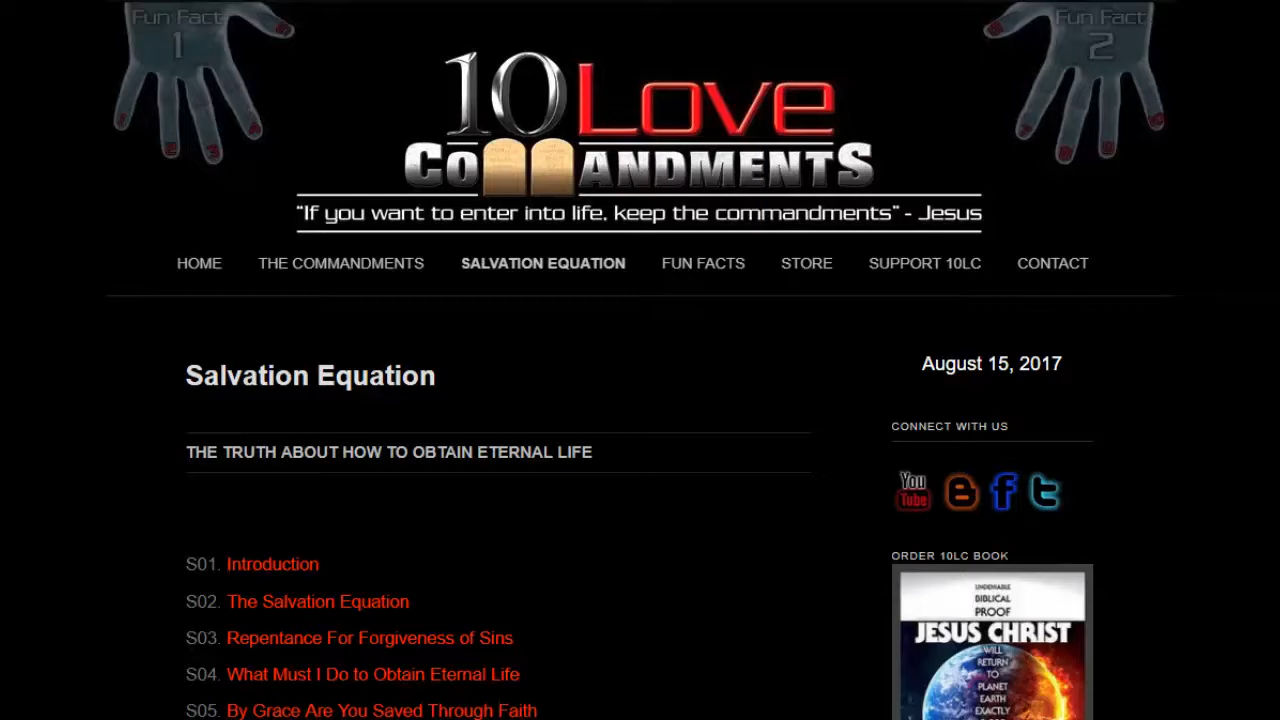 Fun Fact
1
Fun Fact
2
10 Love
COMMANDMENTS
"If you want to enter into life, keep the commandments" - Jesus
HOME THE COMMANDMENTS SALVATION EQUATION FUN FACTS STORE SUPPORT 10LC CONTACT
Salvation Equation
August 15, 2017
THE TRUTH ABOUT HOW TO OBTAIN ETERNAL LIFE
CONNECT WITH US
You
Tube
ORDER 10LC BOOK
S01. Introduction
S02. The Salvation Equation
S03. Repentance For Forgiveness of Sins
S04. What Must I Do to Obtain Eternal Life
S05. By Grace Are You Saved Through Faith
UNDENIABLE
BIBLICAL
PROOF
JESUS CHRIST
WILL
RETURN
TO
PLANET
EARTH
EXACTLY